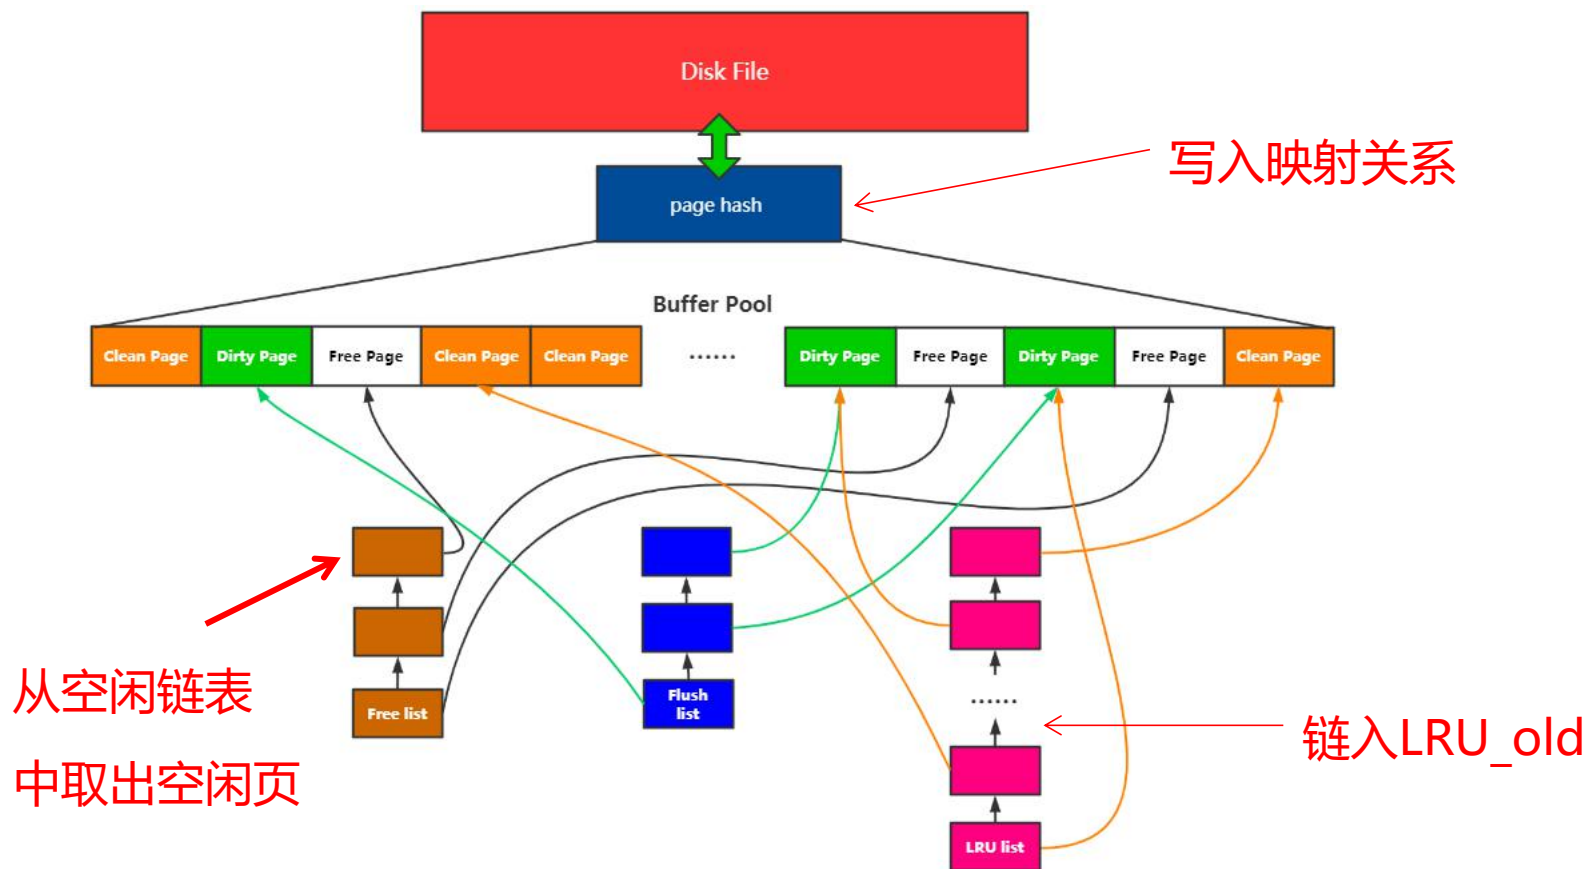 Disk File
写入映射关系
page hash
Buffer Pool
Clean Page
Dirty Page
Free Page
Clean Page
Clean Page
......
Dirty Page
Free Page
Dirty Page
Free Page
Clean Page
从空闲链表
中取出空闲页
Free list
Flush
list
......
链入LRU_old
LRU list